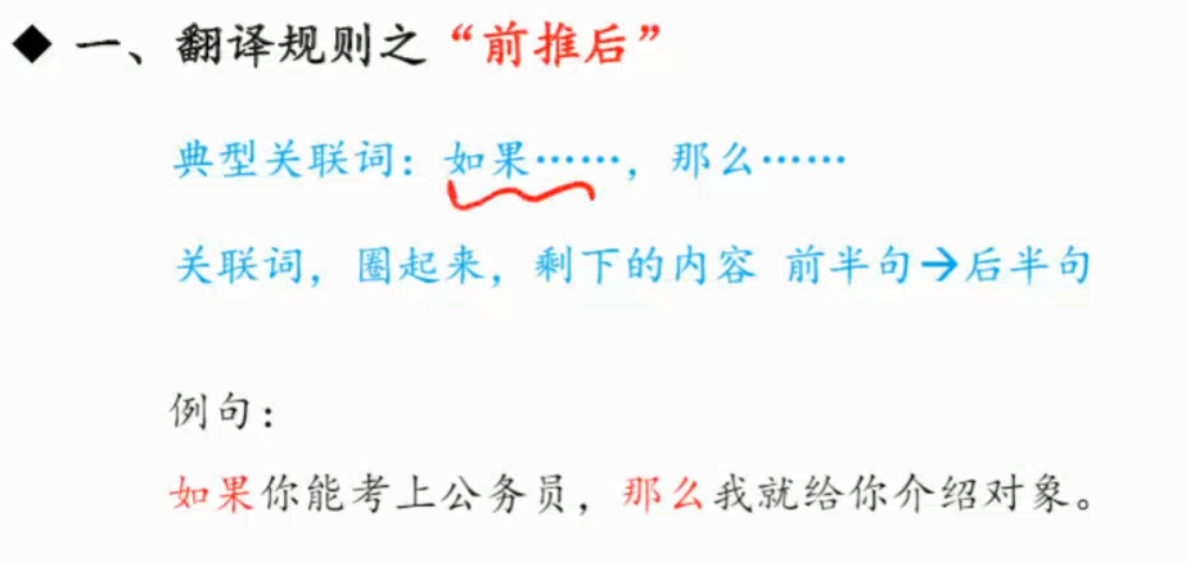 ◆ 一、翻译规则之“前推后”
典型关联词：如果……，那么……
关联词，圈起来，剩下的内容 前半句→后半句
例句：
如果你能考上公务员，那么我就给你介绍对象。